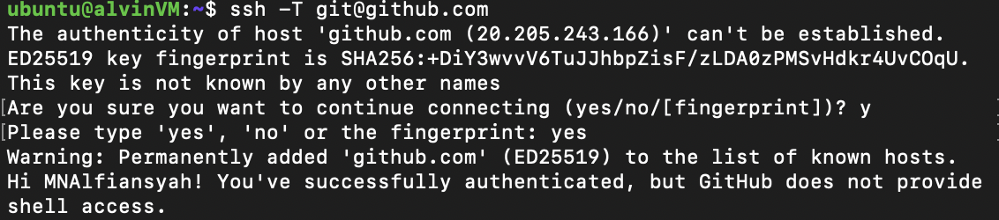 ubuntu@alvinVM:~$ ssh -T git@github.com
The authenticity of host 'github.com (20.205.243.166)' can't be established.
ED25519 key fingerprint is SHA256:+DiY3wvvV6TuJJhbpZisF/zLDA0zPMSvHdkr4UvCOqU.
This key is not known by any other names
[Are you sure you want to continue connecting (yes/no/[fingerprint])? y
[Please type 'yes', 'no' or the fingerprint: yes
Warning: Permanently added 'github.com' (ED25519) to the list of known hosts.
Hi MNAlfiansyah! You've successfully authenticated, but GitHub does not provide
shell access.